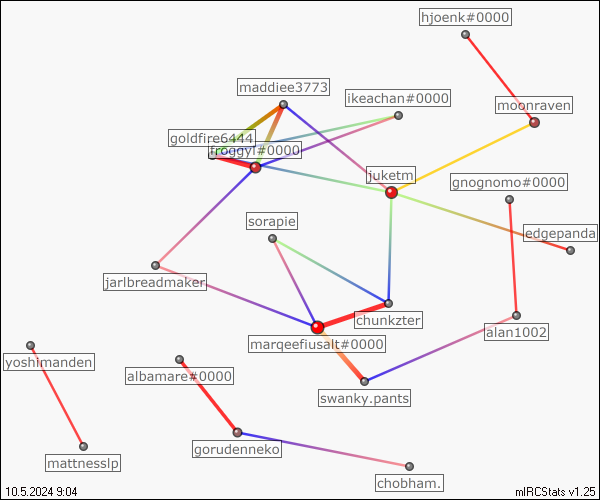 hjoenk#0000
maddiee3773
ikeachan#0000
moonraven
goldfire6444
froggyf#0000
juketm
gnognomo#0000
sorapie
edgepanda
jarlbreadmaker
chunkzter
alan1002
marqeefiusalt#0000
yoshimanden
albamare#0000
swanky.pants
gorudenneko
mattnesslp
chobham.
10.5.2024 9:04
mIRCStats v1.25